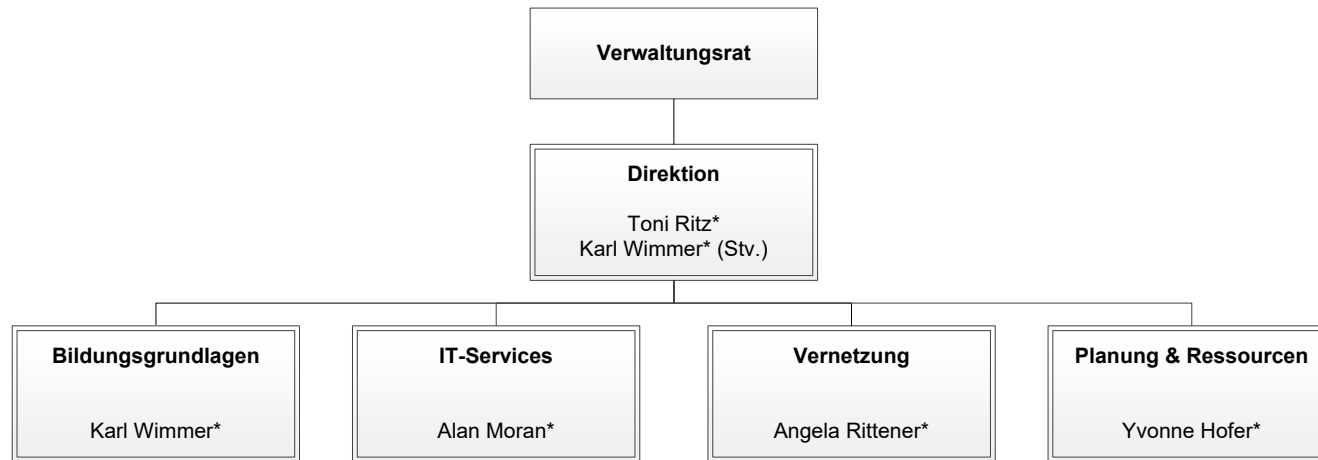 Verwaltungsrat
Direktion
Toni Ritz*
Karl Wimmer* (Stv.)
Bildungsgrundlagen
Karl Wimmer*
IT-Services
Alan Moran*
Vernetzung
Angela Rittener*
Planung & Ressourcen
Yvonne Hofer*